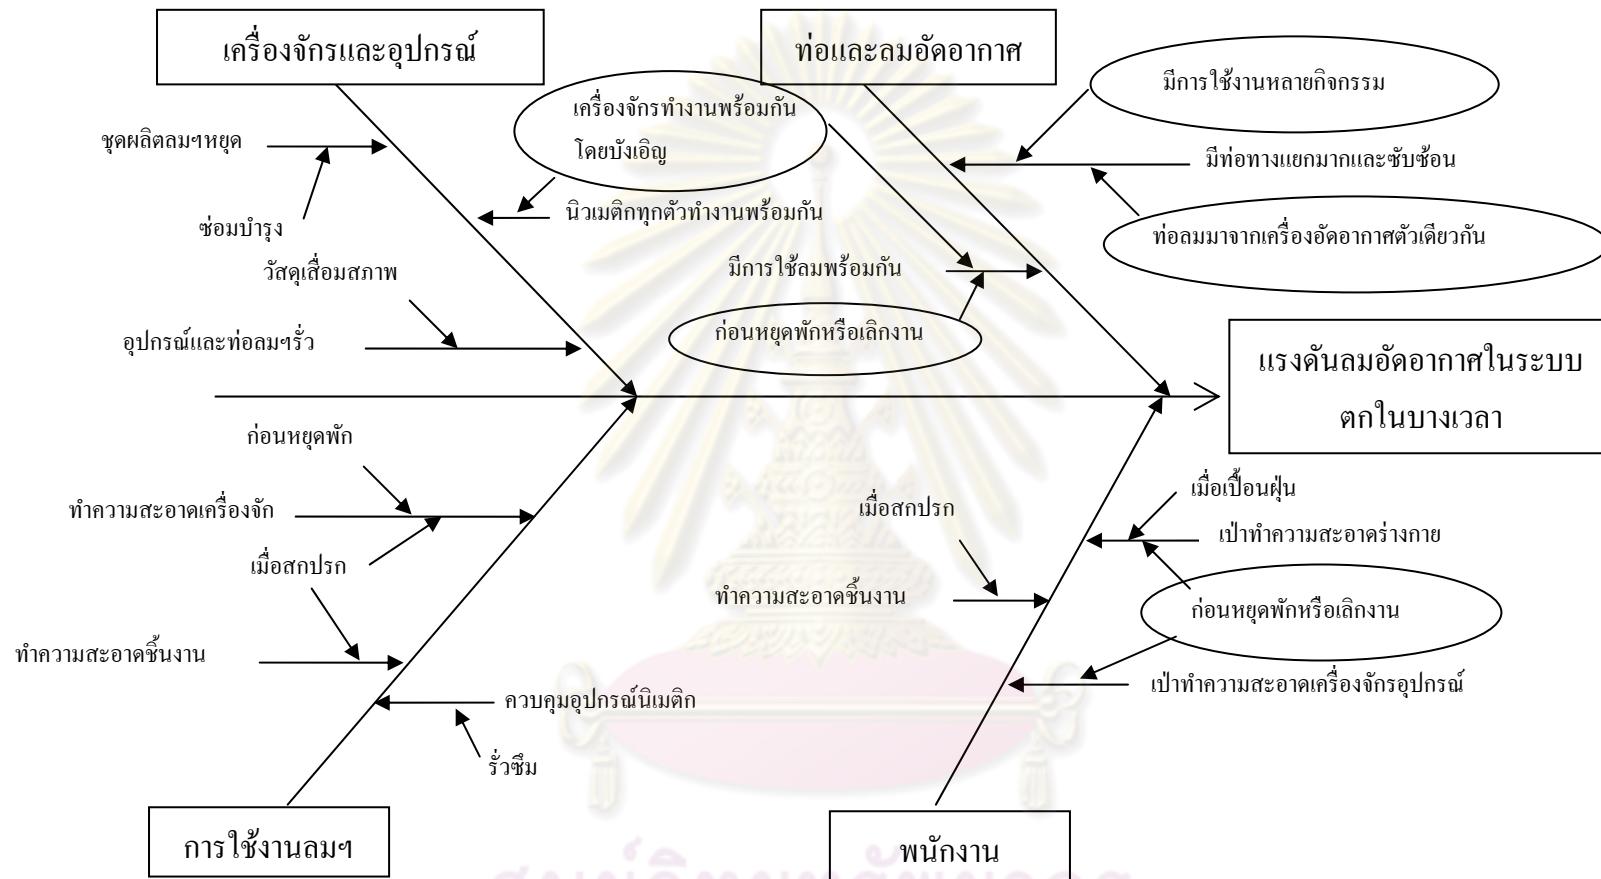 เครื่องจักรและอุปกรณ์
ท่อและลมอัดอากาศ
มีการใช้งานหลายกิจกรรม
เครื่องจักรทำงานพร้อมกัน
โดยบังเอิญ
ชุดผลิตลมฯหยุด
มีท่อทางแยกมากและซับซ้อน
นิวเมติกทุกตัวทำงานพร้อมกัน
ซ่อมบำรุง
ท่อลมมาจากเครื่องอัดอากาศตัวเดียวกัน
วัสดุเสื่อมสภาพ
มีการใช้ลมพร้อมกัน
อุปกรณ์และท่อลมฯรั่ว
ก่อนหยุดพักหรือเลิกงาน
แรงดันลมอัดอากาศในระบบ
ตกในบางเวลา
ก่อนหยุดพัก
เมื่อเปื้อนฝุ่น
ทำความสะอาดเครื่องจัก
เมื่อสกปรก
เป่าทำความสะอาดร่างกาย
เมื่อสกปรก
ทำความสะอาดชิ้นงาน
ก่อนหยุดพักหรือเลิกงาน
ทำความสะอาดชิ้นงาน
เป่าทำความสะอาดเครื่องจักรอุปกรณ์
ควบคุมอุปกรณ์นิเมติก
รั่วซึม
การใช้งานลมฯ
พนักงาน
ศูนย์วิทยทรัพยากร